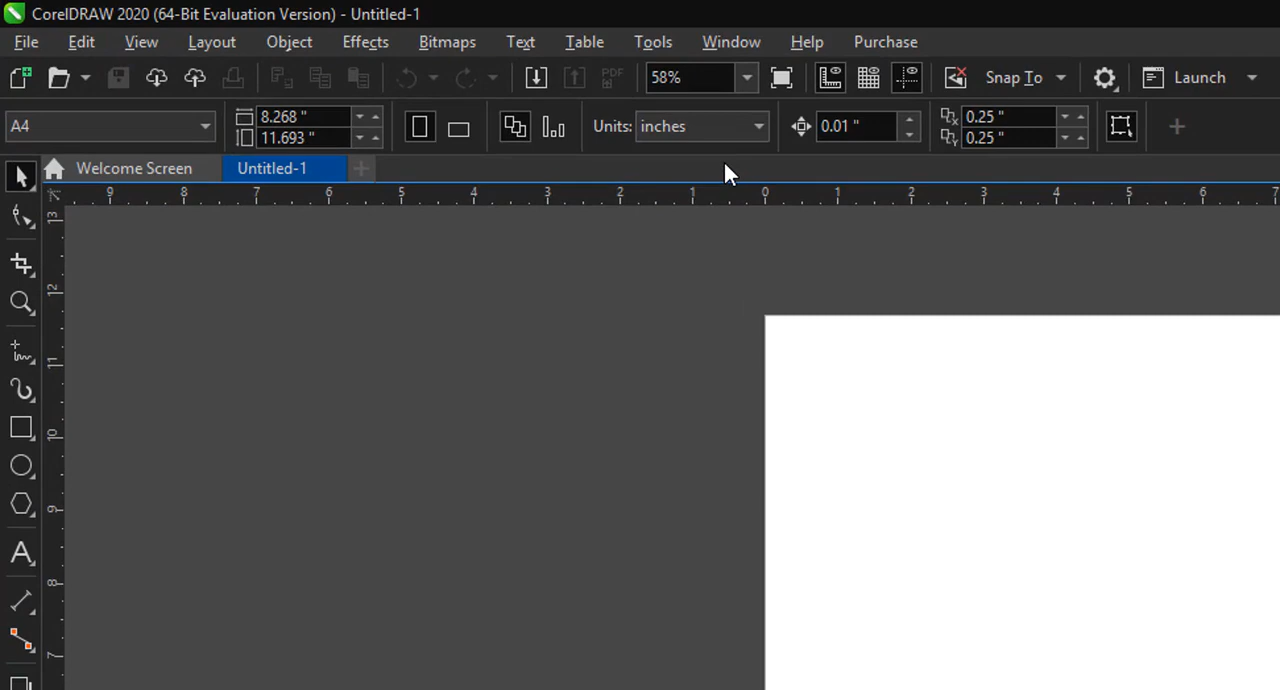 CorelDRAW 2020 (64-Bit Evaluation Version) - Untitled-1
File Edit View Layout Object Effects Bitmaps Text Table Tools Window Help Purchase
PDF 58% Snap To Launch
A4 8.268 " 11.693 " Units: inches 0.01 " 0.25 " 0.25 "
Welcome Screen Untitled-1
9 8 7 6 5 4 3 2 1 0 1 2 3 4 5 6 7
13
12
11
10
9
8
7